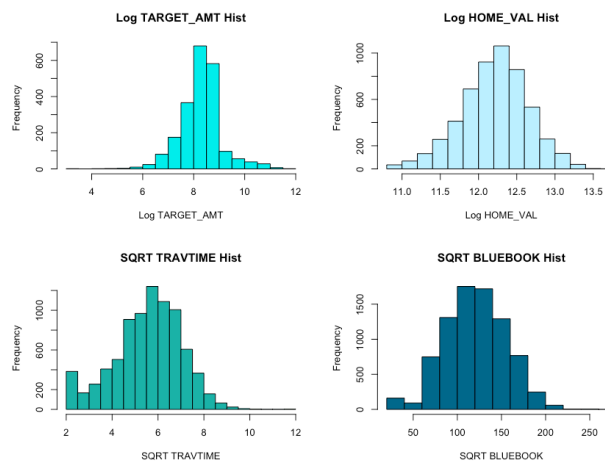 Log TARGET_AMT Hist
Frequency
0 200 400 600
4 6 8 10 12
Log TARGET_AMT
Log HOME_VAL Hist
Frequency
0 200 600 1000
11.0 11.5 12.0 12.5 13.0 13.5
Log HOME_VAL
SQRT TRAVTIME Hist
Frequency
0 200 600 1000
2 4 6 8 10 12
SQRT TRAVTIME
SQRT BLUEBOOK Hist
Frequency
0 500 1000 1500
50 100 150 200 250
SQRT BLUEBOOK